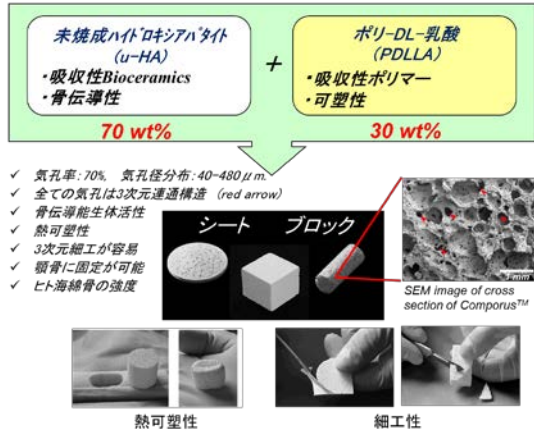 未焼成ハイドロキシアパタイト
(u-HA)
・吸収性Bioceramics
・骨伝導性
+
ポリ-DL-乳酸
(PDLLA)
・吸収性ポリマー
・可塑性
70 wt%
30 wt%
✓ 気孔率:70%, 気孔径分布:40-480μm.
✓ 全ての気孔は3次元連通構造 (red arrow)
✓ 骨伝導能生体活性
✓ 熱可塑性
✓ 3次元細工が容易
✓ 顎骨に固定が可能
✓ ヒト海綿骨の強度
シート ブロック
SEM image of cross
section of Comporus™
熱可塑性
細工性